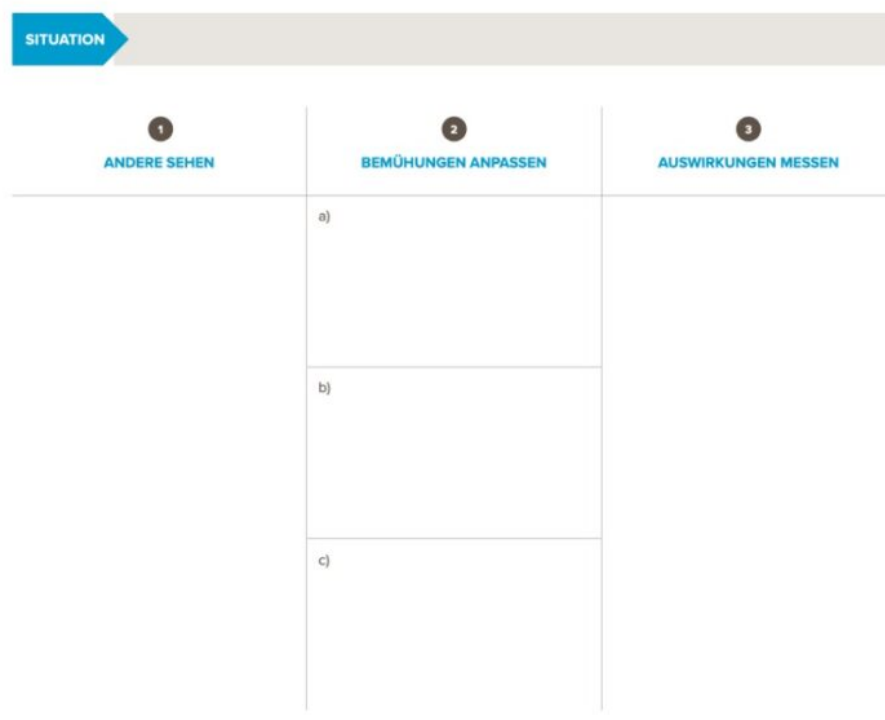 SITUATION
1
ANDERE SEHEN
2
BEMÜHUNGEN ANPASSEN
3
AUSWIRKUNGEN MESSEN
a)
b)
c)